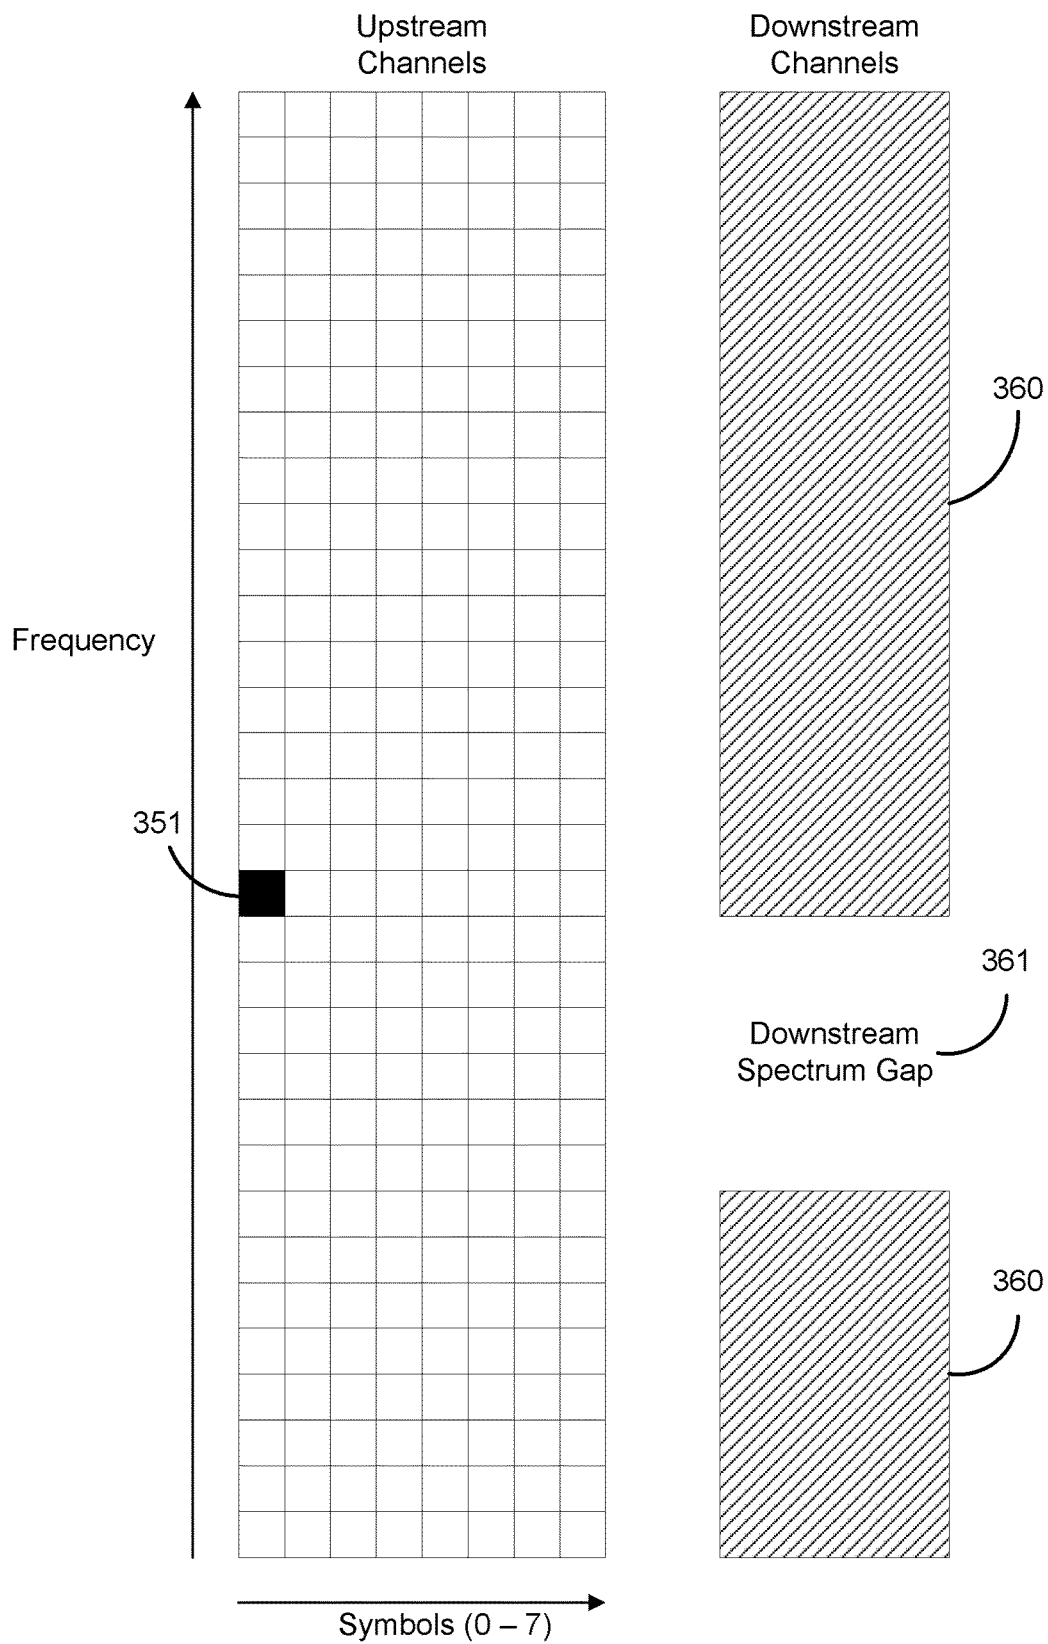 Upstream
Channels
Downstream
Channels
360
Frequency
351
361
Downstream
Spectrum Gap
360
Symbols (0 – 7)